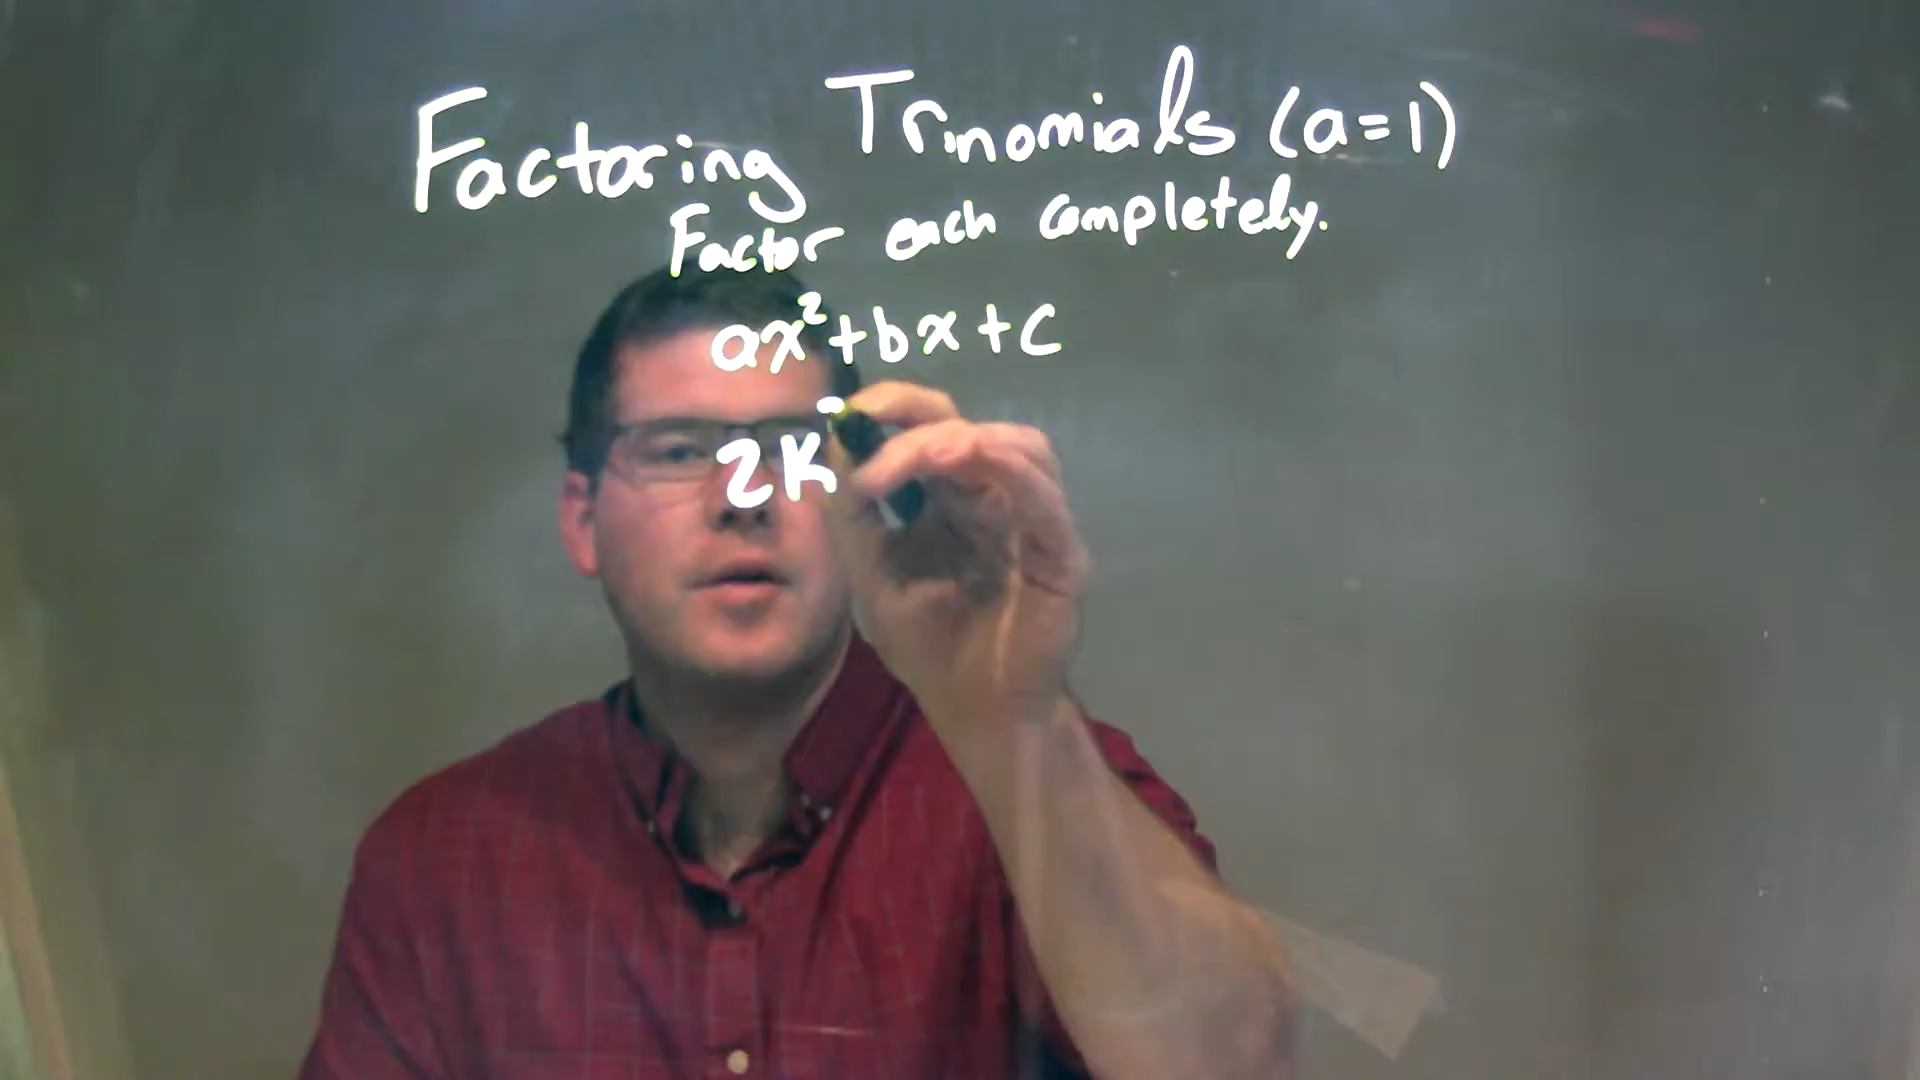 Factoring Trinomials (a=1)
Factor each completely.
ax²+bx+c
2K